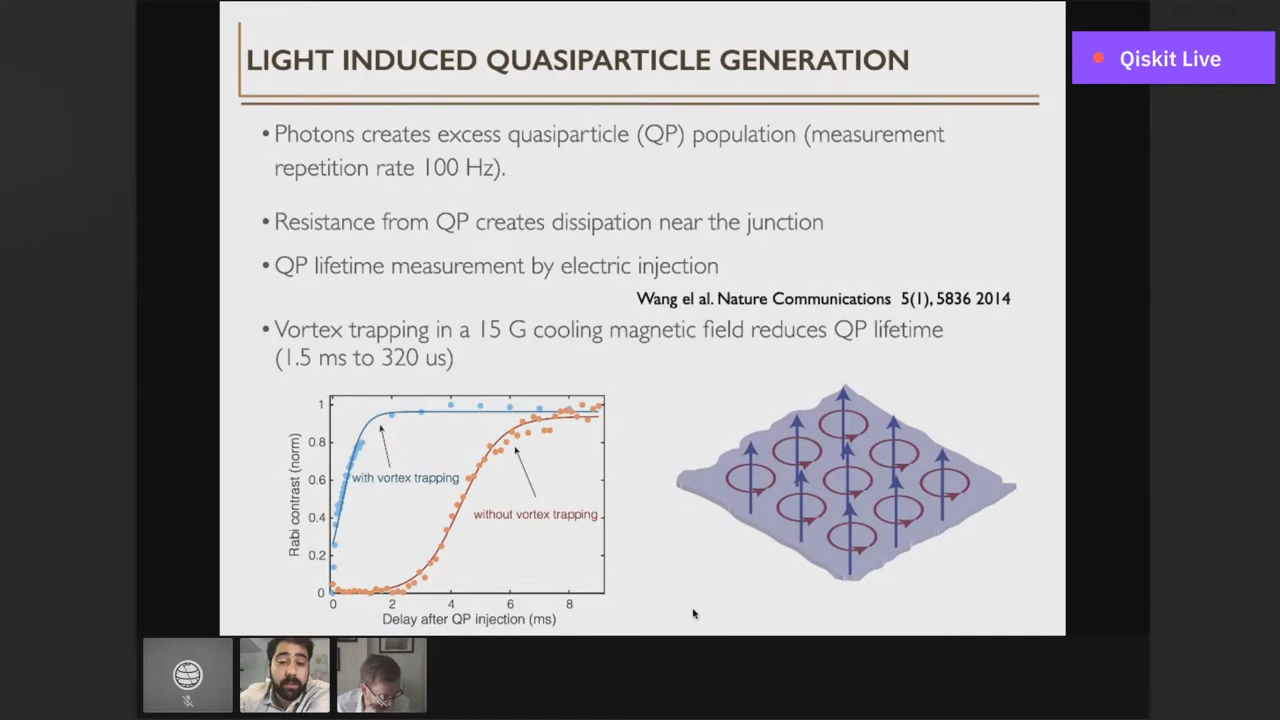 Qiskit Live
LIGHT INDUCED QUASIPARTICLE GENERATION
• Photons creates excess quasiparticle (QP) population (measurement
repetition rate 100 Hz).
• Resistance from QP creates dissipation near the junction
• QP lifetime measurement by electric injection
Wang el al. Nature Communications 5(1), 5836 2014
• Vortex trapping in a 15 G cooling magnetic field reduces QP lifetime
(1.5 ms to 320 us)
Rabi contrast (norm)
1
0.8
0.6
0.4
0.2
0
with vortex trapping
without vortex trapping
0 2 4 6 8
Delay after QP injection (ms)